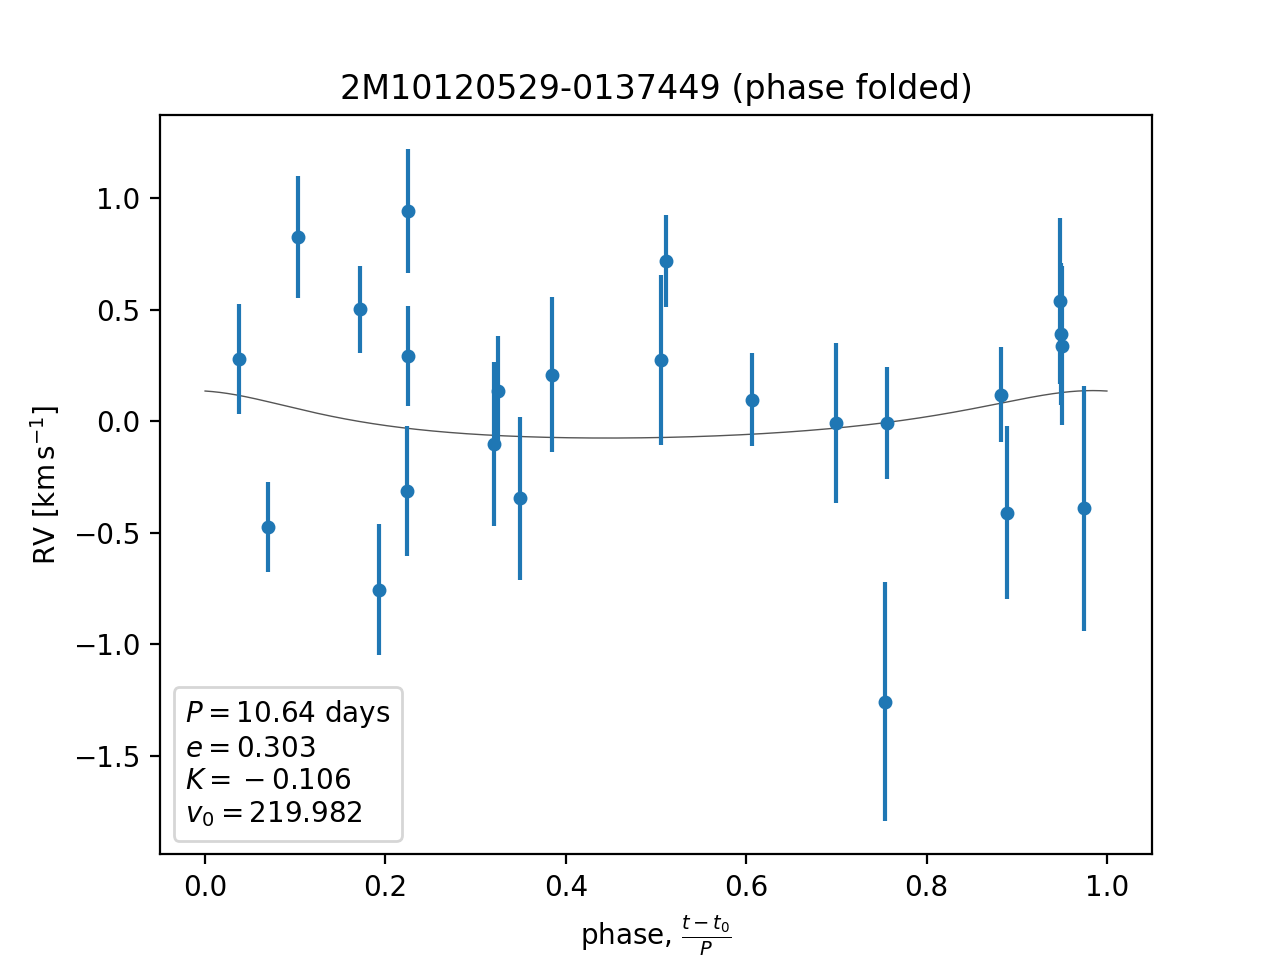 2M10120529-0137449 (phase folded)
RV [km s⁻¹]
1.0
0.5
0.0
−0.5
−1.0
−1.5
P = 10.64 days
e = 0.303
K = −0.106
v₀ = 219.982
0.0 0.2 0.4 0.6 0.8 1.0
phase, (t − t₀)/P